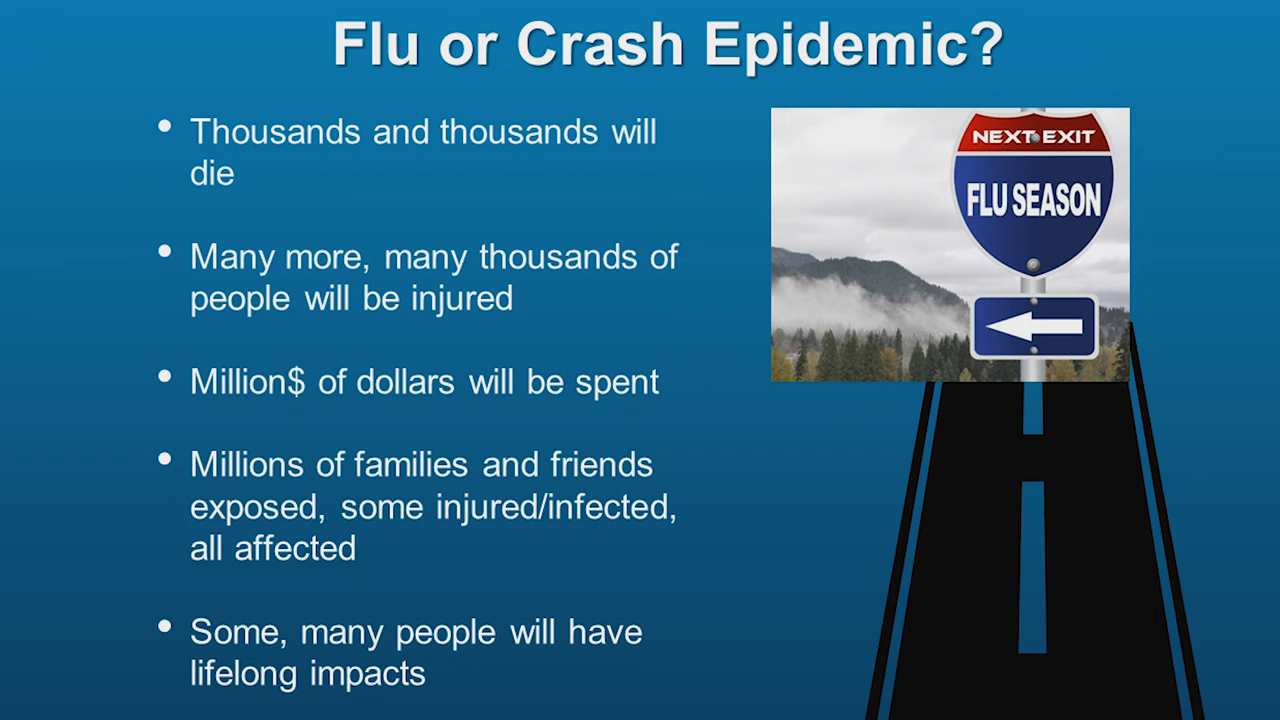 Flu or Crash Epidemic?
• Thousands and thousands will
die
• Many more, many thousands of
people will be injured
• Million$ of dollars will be spent
• Millions of families and friends
exposed, some injured/infected,
all affected
• Some, many people will have
lifelong impacts
NEXT EXIT
FLU SEASON